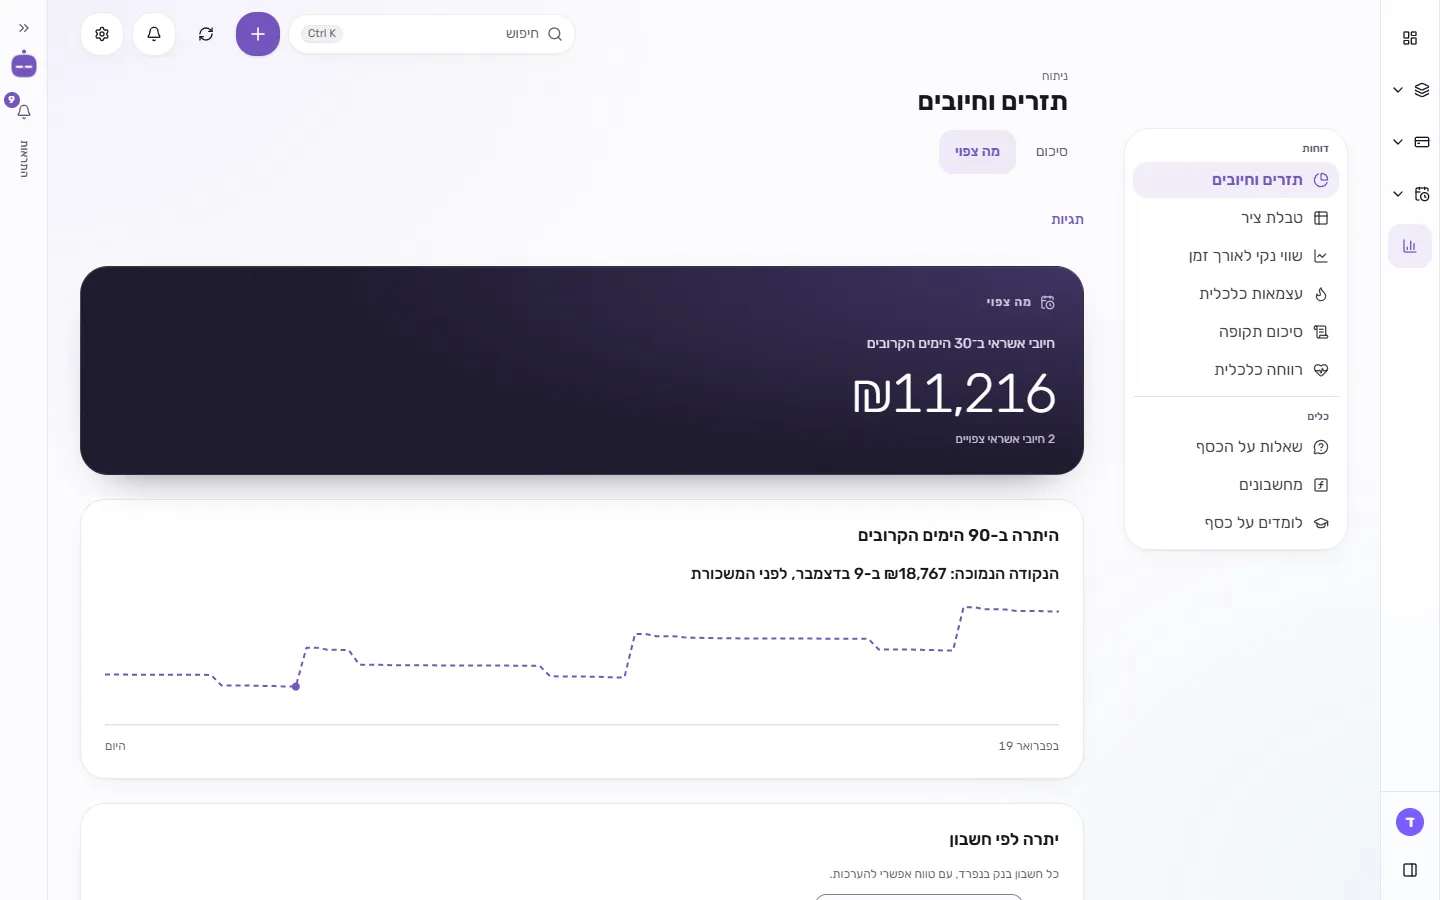 חיפוש
Ctrl K
9
התראות
ניתוח
תזרים וחיובים
סיכום
מה צפוי
תגיות
דוחות
תזרים וחיובים
טבלת ציר
שווי נקי לאורך זמן
עצמאות כלכלית
סיכום תקופה
רווחה כלכלית
כלים
שאלות על הכסף
מחשבונים
לומדים על כסף
מה צפוי
חיובי אשראי ב־30 הימים הקרובים
₪11,216
2 חיובי אשראי צפויים
היתרה ב-90 הימים הקרובים
הנקודה הנמוכה: ₪18,767 ב-9 בדצמבר, לפני המשכורת
היום
19 בפברואר
יתרה לפי חשבון
כל חשבון בנק בנפרד, עם טווח אפשרי להערכות.
ד